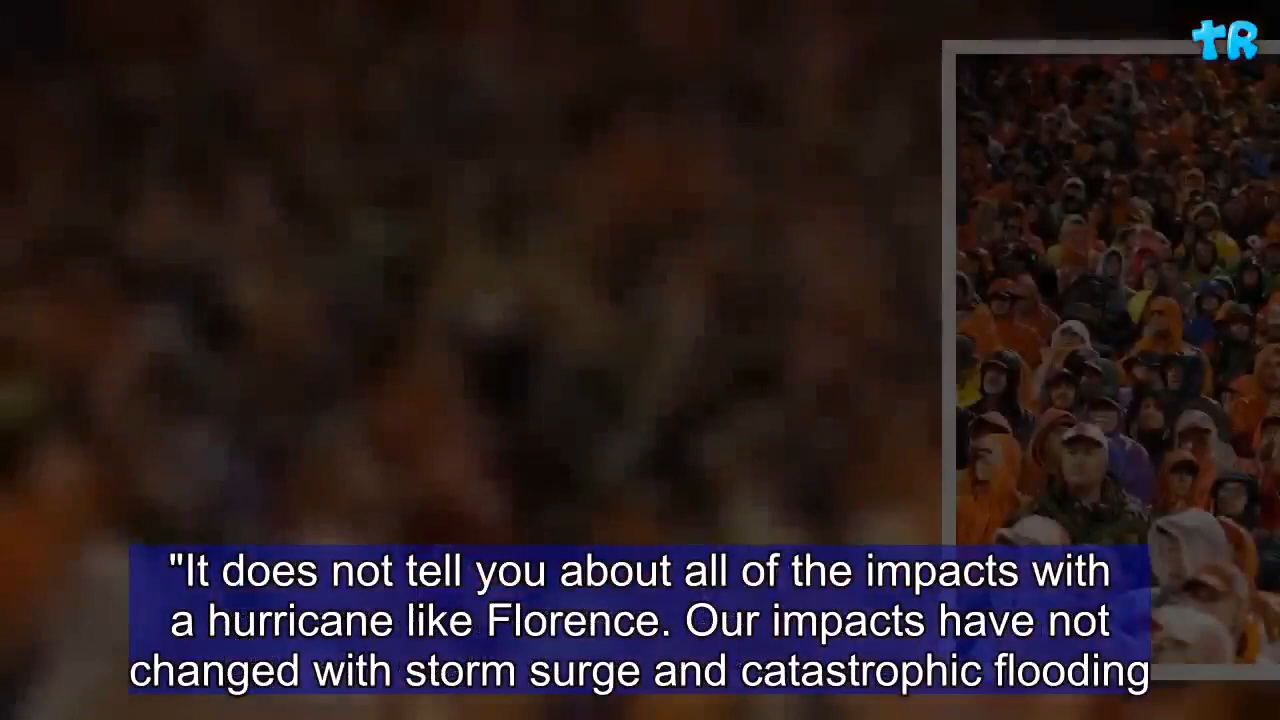 TR
"It does not tell you about all of the impacts with
a hurricane like Florence. Our impacts have not
changed with storm surge and catastrophic flooding